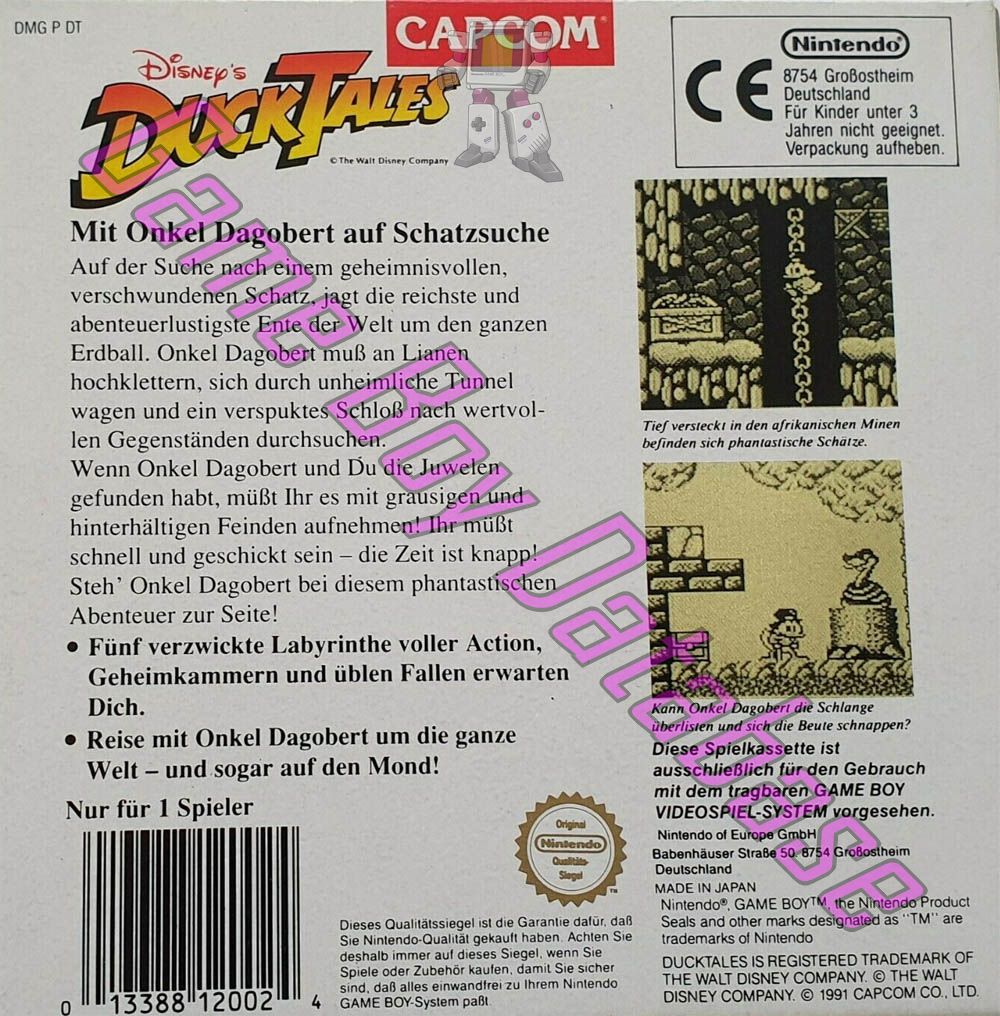 DMG P DT
CAPCOM®
DISNEY'S
DUCKTALES
© The Walt Disney Company
CE
Nintendo®
8754 Großostheim
Deutschland
Für Kinder unter 3
Jahren nicht geeignet.
Verpackung aufheben.
Mit Onkel Dagobert auf Schatzsuche
Auf der Suche nach einem geheimnisvollen,
verschwundenen Schatz, jagt die reichste und
abenteuerlustigste Ente der Welt um den ganzen
Erdball. Onkel Dagobert muß an Lianen
hochklettern, sich durch unheimliche Tunnel
wagen und ein verspuktes Schloß nach wertvol-
len Gegenständen durchsuchen.
Wenn Onkel Dagobert und Du die Juwelen
gefunden habt, müßt Ihr es mit grausigen und
hinterhältigen Feinden aufnehmen! Ihr müßt
schnell und geschickt sein – die Zeit ist knapp!
Steh' Onkel Dagobert bei diesem phantastischen
Abenteuer zur Seite!
• Fünf verzwickte Labyrinthe voller Action,
Geheimkammern und üblen Fallen erwarten
Dich.
• Reise mit Onkel Dagobert um die ganze
Welt – und sogar auf den Mond!
Nur für 1 Spieler
0 13388 12002 4
Original
Nintendo
Qualitäts-
Siegel
TM
Dieses Qualitätssiegel ist die Garantie dafür, daß
Sie Nintendo-Qualität gekauft haben. Achten Sie
deshalb immer auf dieses Siegel, wenn Sie
Spiele oder Zubehör kaufen, damit Sie sicher
sind, daß alles einwandfrei zu Ihrem Nintendo
GAME BOY-System paßt.
Tief versteckt in den afrikanischen Minen
befinden sich phantastische Schätze.
Kann Onkel Dagobert die Schlange
überlisten und sich die Beute schnappen?
Diese Spielkassette ist
ausschließlich für den Gebrauch
mit dem tragbaren GAME BOY
VIDEOSPIEL-SYSTEM vorgesehen.
Nintendo of Europe GmbH
Babenhäuser Straße 50, 8754 Großostheim
Deutschland
MADE IN JAPAN
Nintendo®, GAME BOY™, the Nintendo Product
Seals and other marks designated as "TM" are
trademarks of Nintendo
DUCKTALES IS REGISTERED TRADEMARK OF
THE WALT DISNEY COMPANY. © THE WALT
DISNEY COMPANY. © 1991 CAPCOM CO., LTD.
Game Boy Database